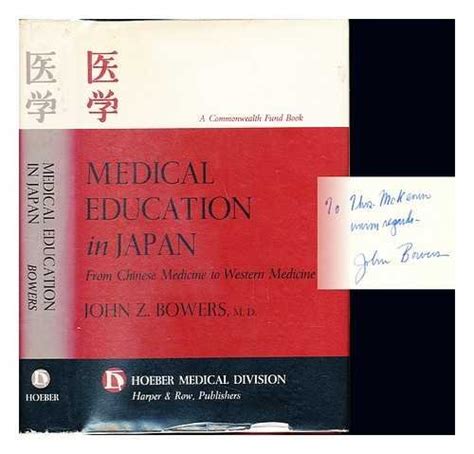 医学
MEDICAL EDUCATION
IN JAPAN
BOWERS
HOEBER
医学
A Commonwealth Fund Book
MEDICAL
EDUCATION
in JAPAN
From Chinese Medicine to Western Medicine
JOHN Z. BOWERS, M.D.
HOEBER MEDICAL DIVISION
Harper & Row, Publishers
To
warm regards-
John Bowers